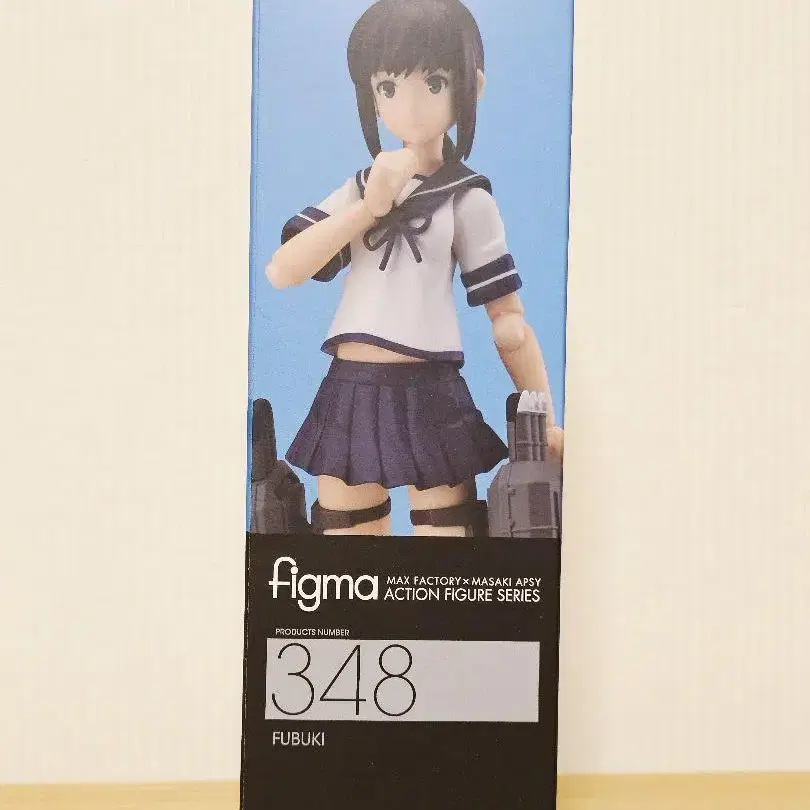 figma MAX FACTORY×MASAKI APSY
ACTION FIGURE SERIES
PRODUCTS NUMBER
348
FUBUKI